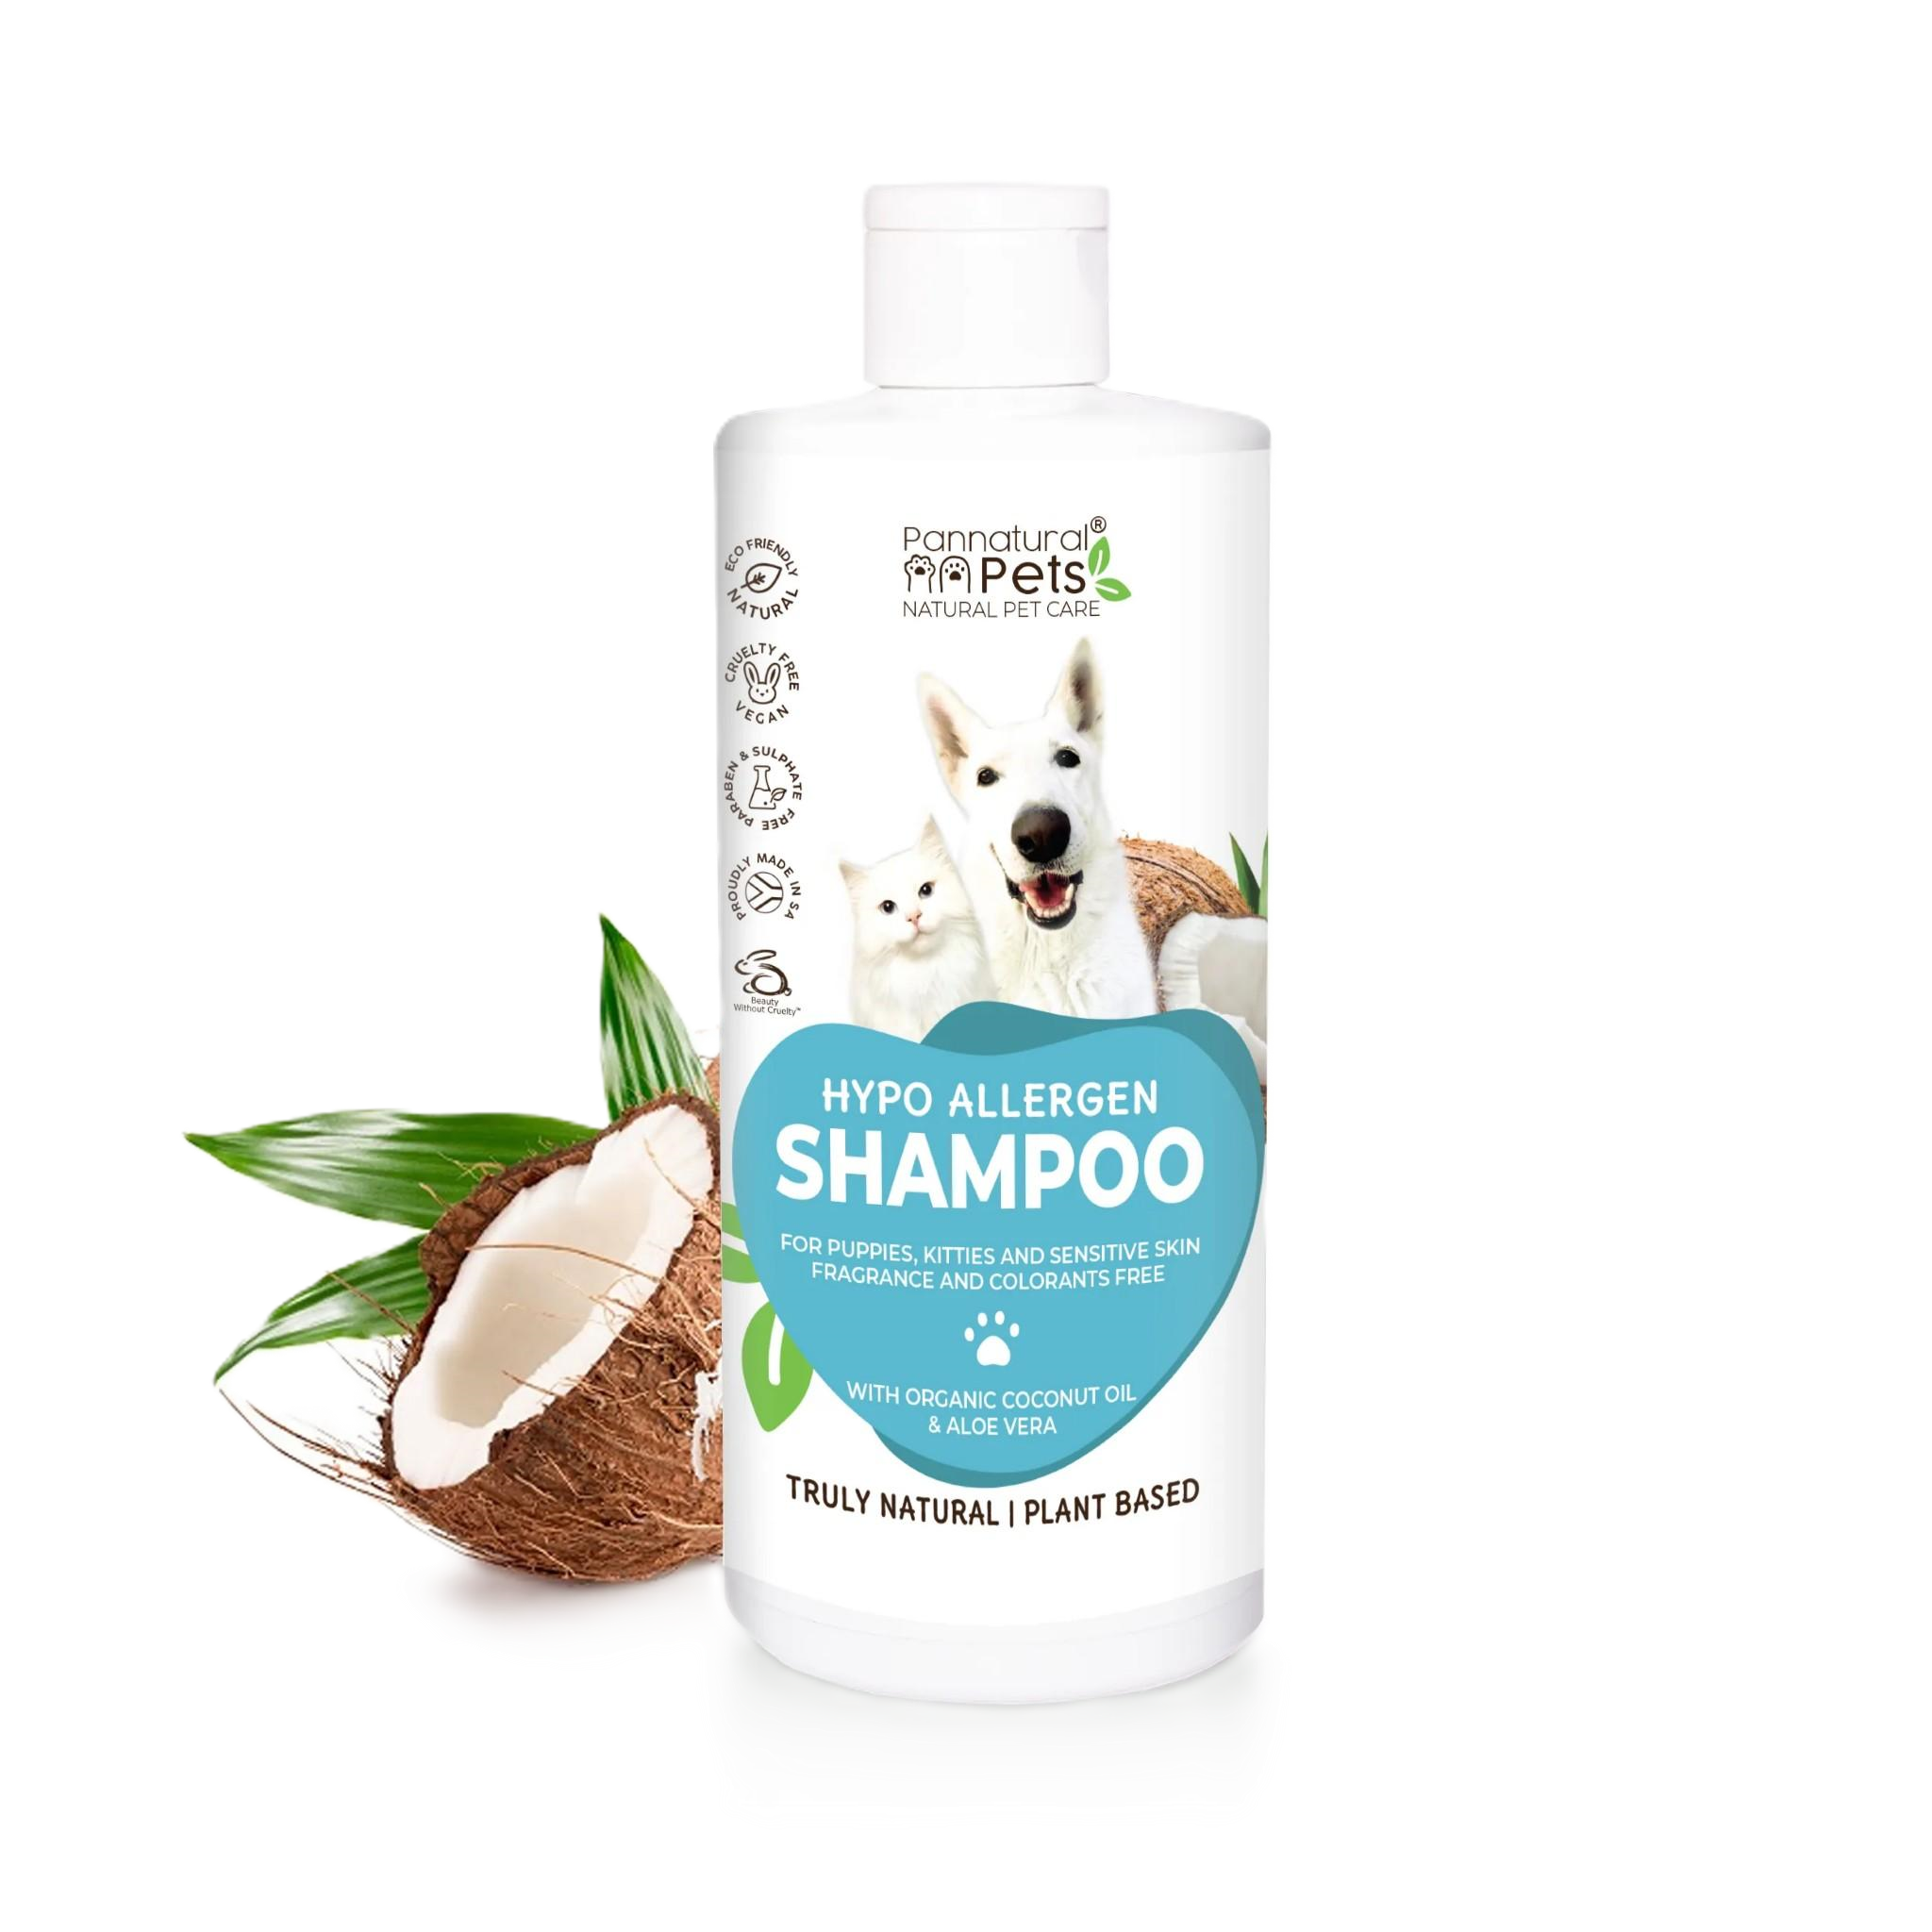 Pannatural®
Pets
NATURAL PET CARE
ECO FRIENDLY
NATURAL
CRUELTY FREE
VEGAN
PARABEN & SULPHATE FREE
PROUDLY MADE IN SA
Beauty
Without Cruelty™
HYPO ALLERGEN
SHAMPOO
FOR PUPPIES, KITTIES AND SENSITIVE SKIN
FRAGRANCE AND COLORANTS FREE
WITH ORGANIC COCONUT OIL
& ALOE VERA
TRULY NATURAL | PLANT BASED